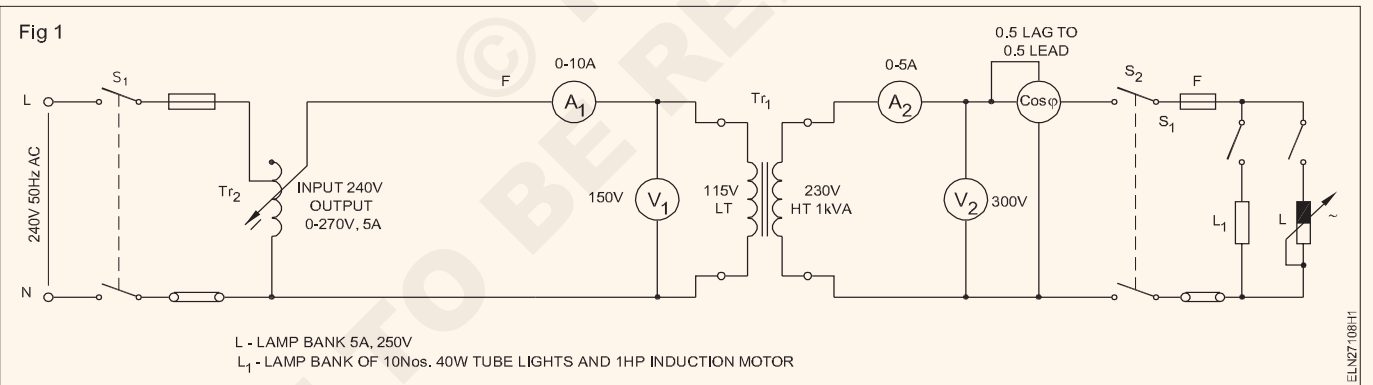 Fig 1
0.5 LAG TO
0.5 LEAD
S1
F
0-10A
0-5A
S2
F
L
A1
Tr1
A2
Cosφ
S1
240V 50Hz AC
Tr2
INPUT 240V
OUTPUT
0-270V, 5A
150V
V1
115V
LT
230V
HT 1kVA
V2
300V
L1
L
~
N
L - LAMP BANK 5A, 250V
L1 - LAMP BANK OF 10Nos. 40W TUBE LIGHTS AND 1HP INDUCTION MOTOR
ELN27108H1
©
TO BE RE